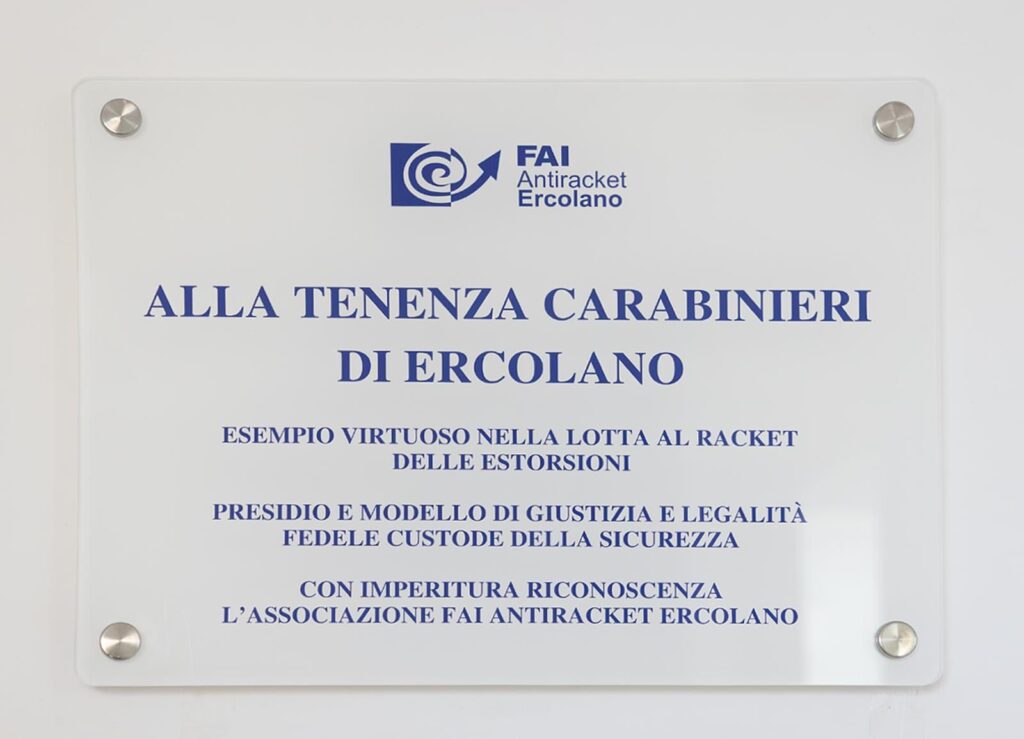 FAI
Antiracket
Ercolano
ALLA TENENZA CARABINIERI
DI ERCOLANO
ESEMPIO VIRTUOSO NELLA LOTTA AL RACKET
DELLE ESTORSIONI
PRESIDIO E MODELLO DI GIUSTIZIA E LEGALITÀ
FEDELE CUSTODE DELLA SICUREZZA
CON IMPERITURA RICONOSCENZA
L'ASSOCIAZIONE FAI ANTIRACKET ERCOLANO